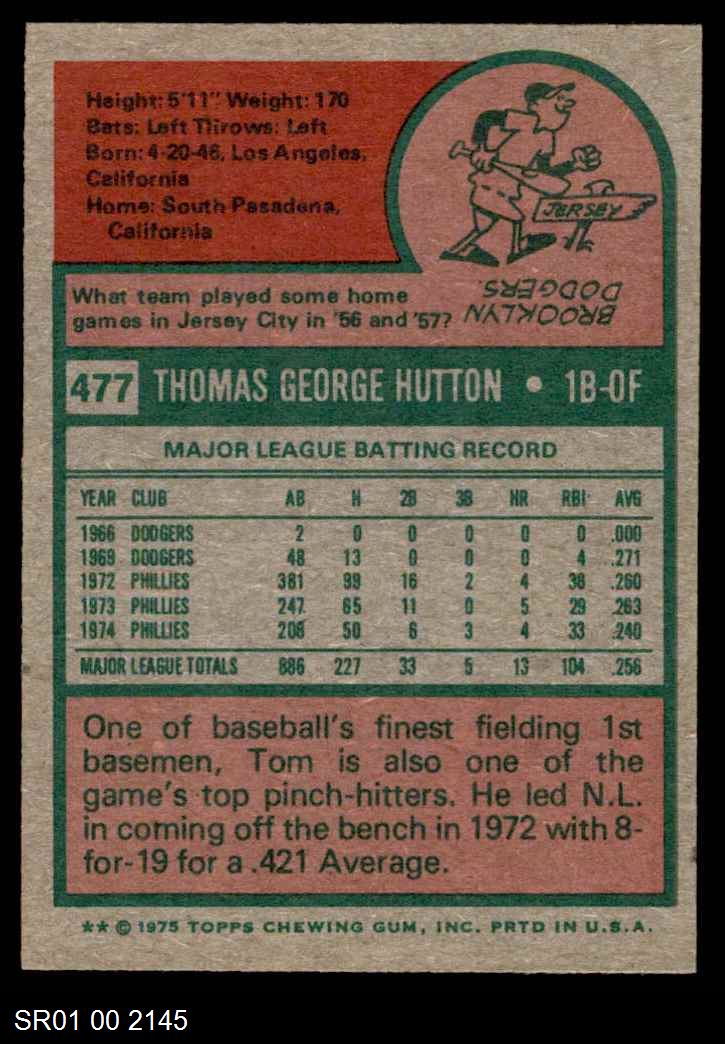 Height: 5'11" Weight: 170
Bats: Left Throws: Left
Born: 4-20-46, Los Angeles,
California
Home: South Pasadena,
California
JERSEY
What team played some home
games in Jersey City in '56 and '57?
BROOKLYN
DODGERS.
477 THOMAS GEORGE HUTTON • 1B-OF
MAJOR LEAGUE BATTING RECORD
YEAR CLUB AB H 2B 3B HR RBI AVG
1966 DODGERS 2 0 0 0 0 0 .000
1969 DODGERS 48 13 0 0 0 4 .271
1972 PHILLIES 381 99 16 2 4 38 .260
1973 PHILLIES 247 65 11 0 5 29 .263
1974 PHILLIES 208 50 6 3 4 33 .240
MAJOR LEAGUE TOTALS 886 227 33 5 13 104 .256
One of baseball's finest fielding 1st
basemen, Tom is also one of the
game's top pinch-hitters. He led N.L.
in coming off the bench in 1972 with 8-
for-19 for a .421 Average.
** © 1975 TOPPS CHEWING GUM, INC. PRTD IN U.S.A.
SR01 00 2145